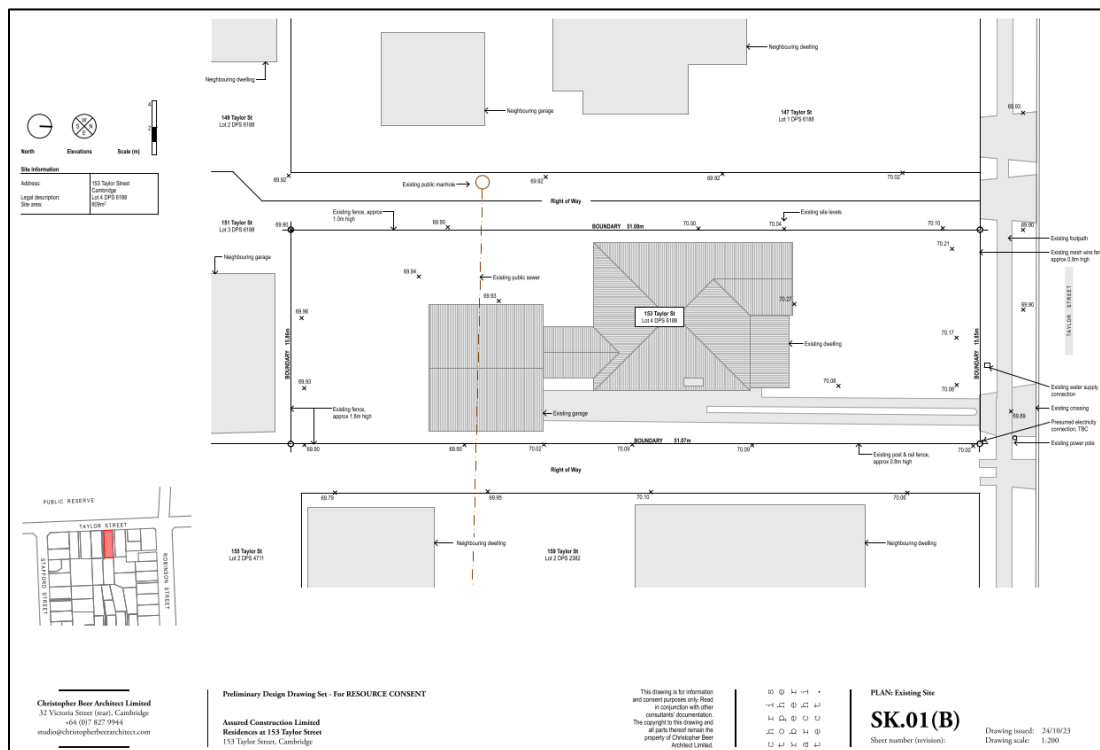 Neighbouring dwelling
Neighbouring dwelling
Neighbouring garage
149 Taylor St
Lot 2 DPS 6188
147 Taylor St
Lot 1 DPS 6188
69.93
4
2
North
Elevations
Scale (m)
W
S N
E
Site Information
Address:
153 Taylor Street
Cambridge
Legal description:
Lot 4 DPS 6188
Site area:
809m²
69.92
Existing public manhole
69.92
69.92
70.02
Right of Way
151 Taylor St
Lot 3 DPS 6188
Existing fence, approx
1.0m high
69.90
69.90
BOUNDARY 51.08m
70.00
70.04
Existing site levels
70.10
69.90
70.21
Existing footpath
Existing mesh wire fen
approx 0.8m high
Neighbouring garage
69.84
Existing public sewer
69.93
70.27
153 Taylor St
Lot 4 DPS 6188
69.90
TAYLOR STREET
69.96
BOUNDARY 15.96m
BOUNDARY 15.85m
70.17
Existing dwelling
69.93
70.08
70.08
Existing water supply
connection
Existing fence,
approx 1.8m high
Existing garage
69.89
Existing crossing
Presumed electricity
connection, TBC
Existing power pole
69.90
69.90
70.02
70.09
BOUNDARY 51.07m
70.09
70.00
Existing post & rail fence,
approx 0.8m high
Right of Way
69.79
69.95
70.10
70.06
155 Taylor St
Lot 2 DPS 4711
Neighbouring dwelling
159 Taylor St
Lot 2 DPS 2382
Neighbouring dwelling
PUBLIC RESERVE
TAYLOR STREET
STAFFORD STREET
ROBINSON STREET
Christopher Beer Architect Limited
32 Victoria Street (rear), Cambridge
+64 (0)7 827 9944
studio@christopherbeerarchitect.com
Preliminary Design Drawing Set - For RESOURCE CONSENT
Assured Construction Limited
Residences at 153 Taylor Street
153 Taylor Street, Cambridge
This drawing is for information
and consent purposes only. Read
in conjunction with other
consultants' documentation.
The copyright to this drawing and
all parts thereof remain the
property of Christopher Beer
Architect Limited.
PLAN: Existing Site
SK.01(B)
Sheet number (revision):
Drawing issued: 24/10/23
Drawing scale: 1:200